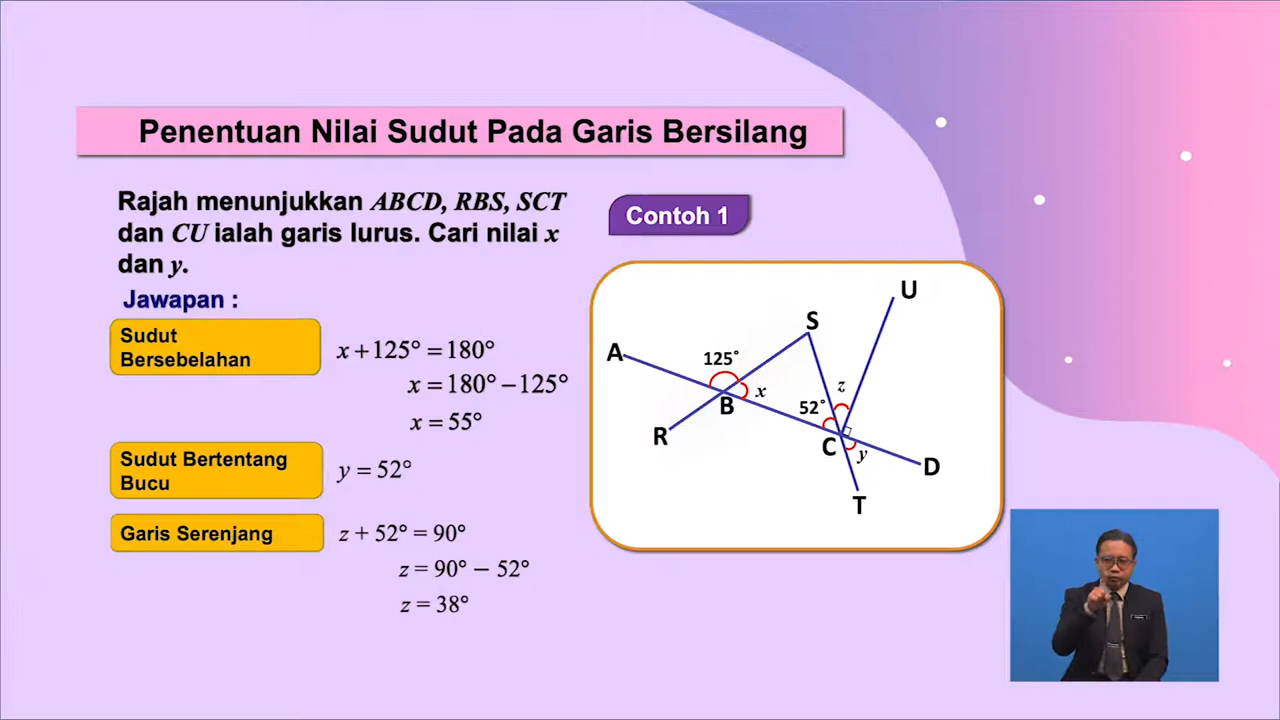 Penentuan Nilai Sudut Pada Garis Bersilang
Rajah menunjukkan ABCD, RBS, SCT
dan CU ialah garis lurus. Cari nilai x
dan y.
Jawapan :
Sudut
Bersebelahan
x + 125° = 180°
x = 180° − 125°
x = 55°
Sudut Bertentang
Bucu
y = 52°
Garis Serenjang
z + 52° = 90°
z = 90° − 52°
z = 38°
Contoh 1
U
S
A
125°
z
x
B
52°
R
C
y
D
T